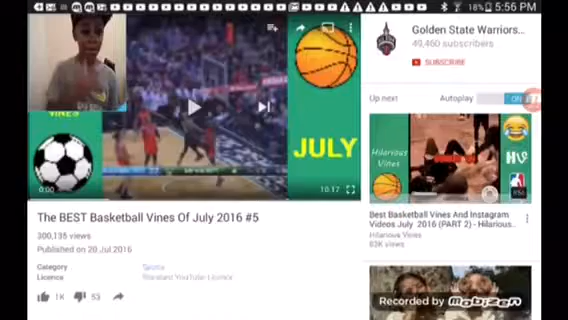 18% 5:56 PM
Golden State Warriors...
49,460 subscribers
SUBSCRIBE
VINES
JULY
0:00
10:17
Up next
Autoplay
ON
Hilarious
Vines
HV
The BEST Basketball Vines Of July 2016 #5
300,135 views
Published on 20 Jul 2016
Category
Licence
Standard YouTube Licence
1K
53
Best Basketball Vines And Instagram
Videos July 2016 (PART 2) - Hilarious...
Hilarious Vines
83K views
Recorded by Mobizen